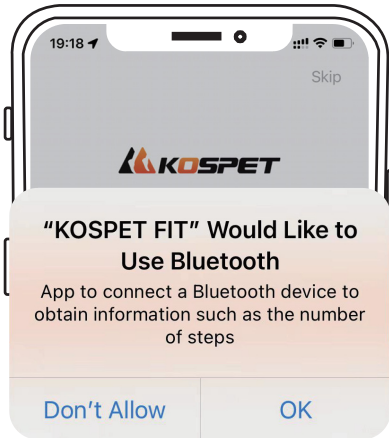 19:18
Skip
KOSPET
“KOSPET FIT” Would Like to
Use Bluetooth
App to connect a Bluetooth device to
obtain information such as the number
of steps
Don’t Allow
OK